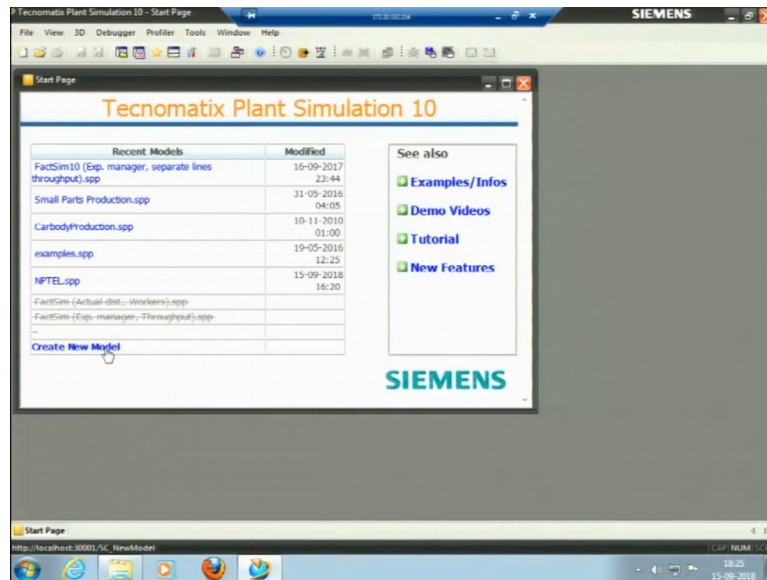 Tecnomatix Plant Simulation 10 - Start Page
172.20.192.216
SIEMENS
File View 3D Debugger Profiler Tools Window Help
Start Page
Tecnomatix Plant Simulation 10
Recent Models Modified
FactSim10 (Exp. manager, separate lines throughput).spp 16-09-2017 23:44
Small Parts Production.spp 31-05-2016 04:05
CarbodyProduction.spp 10-11-2010 01:00
examples.spp 19-05-2016 12:25
NPTEL.spp 15-09-2018 16:20
FactSim (Actual dist., Workers).spp
FactSim (Exp. manager, Throughput).spp
Create New Model
See also
Examples/Infos
Demo Videos
Tutorial
New Features
SIEMENS
Start Page
http://localhost:30001/SC_NewModel
CAP NUM
18:25
15-09-2018